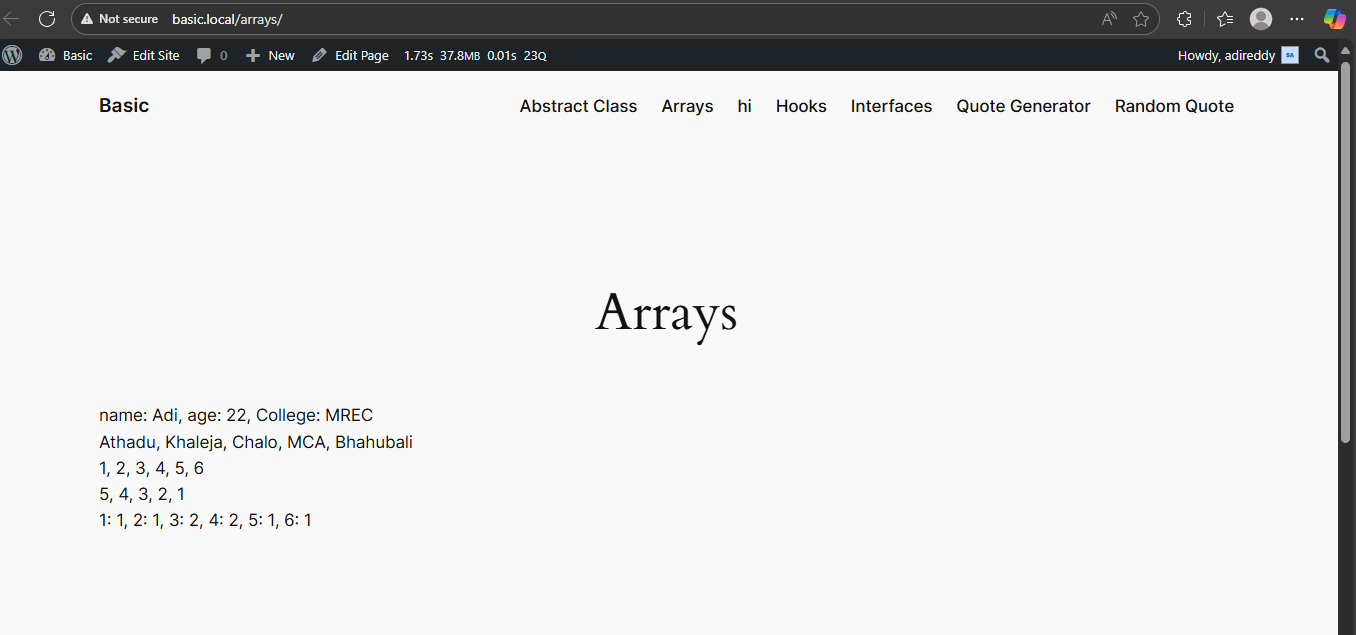 Not secure basic.local/arrays/
Basic Edit Site 0 New Edit Page 1.73s 37.8MB 0.01s 23Q Howdy, adireddy SA
Basic Abstract Class Arrays hi Hooks Interfaces Quote Generator Random Quote
Arrays
name: Adi, age: 22, College: MREC
Athadu, Khaleja, Chalo, MCA, Bhahubali
1, 2, 3, 4, 5, 6
5, 4, 3, 2, 1
1: 1, 2: 1, 3: 2, 4: 2, 5: 1, 6: 1